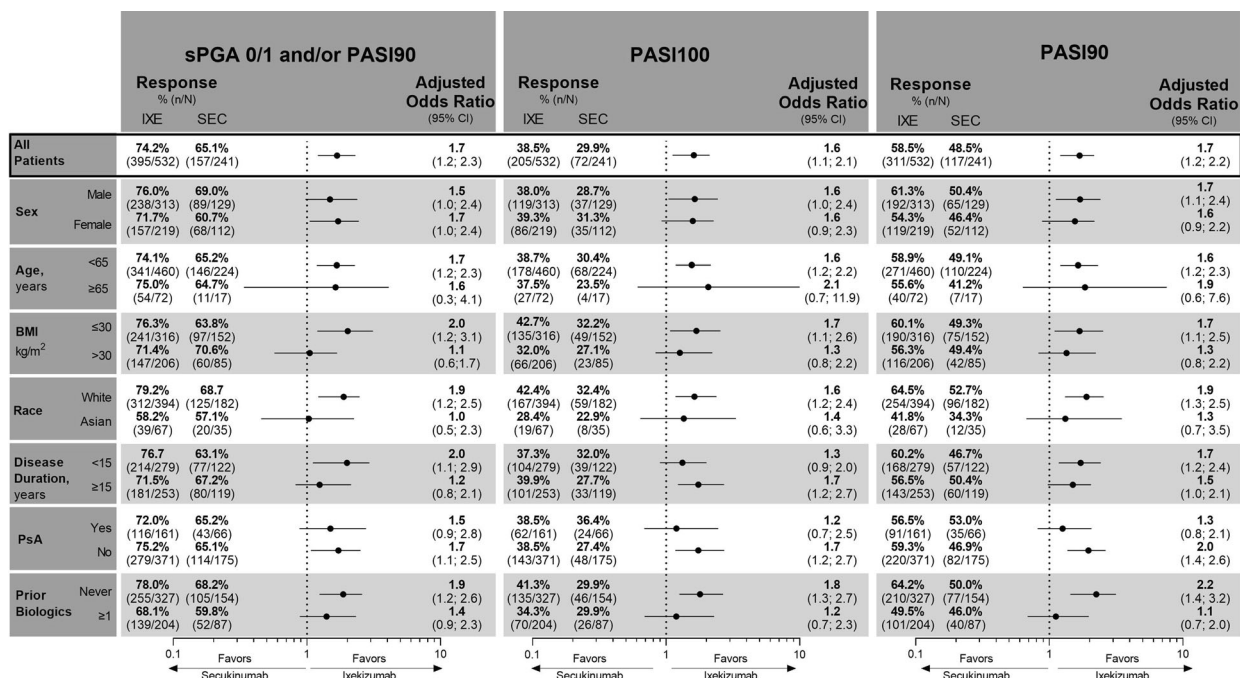 sPGA 0/1 and/or PASI90 PASI100 PASI90
Response Adjusted Response Adjusted Response Adjusted
% (n/N) Odds Ratio % (n/N) Odds Ratio % (n/N) Odds Ratio
IXE SEC (95% CI) IXE SEC (95% CI) IXE SEC (95% CI)
All 74.2% 65.1% 1.7 38.5% 29.9% 1.6 58.5% 48.5% 1.7
Patients (395/532) (157/241) (1.2; 2.3) (205/532) (72/241) (1.1; 2.1) (311/532) (117/241) (1.2; 2.2)
Sex
Male 76.0% 69.0% 1.5 38.0% 28.7% 1.6 61.3% 50.4% 1.7
(238/313) (89/129) (1.0; 2.4) (119/313) (37/129) (1.0; 2.4) (192/313) (65/129) (1.1; 2.4)
Female 71.7% 60.7% 1.7 39.3% 31.3% 1.6 54.3% 46.4% 1.6
(157/219) (68/112) (1.0; 2.4) (86/219) (35/112) (0.9; 2.3) (119/219) (52/112) (0.9; 2.2)
Age,
years
<65 74.1% 65.2% 1.7 38.7% 30.4% 1.6 58.9% 49.1% 1.6
(341/460) (146/224) (1.2; 2.3) (178/460) (68/224) (1.2; 2.2) (271/460) (110/224) (1.2; 2.3)
≥65 75.0% 64.7% 1.6 37.5% 23.5% 2.1 55.6% 41.2% 1.9
(54/72) (11/17) (0.3; 4.1) (27/72) (4/17) (0.7; 11.9) (40/72) (7/17) (0.6; 7.6)
BMI
kg/m²
≤30 76.3% 63.8% 2.0 42.7% 32.2% 1.7 60.1% 49.3% 1.7
(241/316) (97/152) (1.2; 3.1) (135/316) (49/152) (1.1; 2.6) (190/316) (75/152) (1.1; 2.5)
>30 71.4% 70.6% 1.1 32.0% 27.1% 1.3 56.3% 49.4% 1.3
(147/206) (60/85) (0.6;1.7) (66/206) (23/85) (0.8; 2.2) (116/206) (42/85) (0.8; 2.2)
Race
White 79.2% 68.7 1.9 42.4% 32.4% 1.6 64.5% 52.7% 1.9
(312/394) (125/182) (1.2; 2.5) (167/394) (59/182) (1.2; 2.4) (254/394) (96/182) (1.3; 2.5)
Asian 58.2% 57.1% 1.0 28.4% 22.9% 1.4 41.8% 34.3% 1.3
(39/67) (20/35) (0.5; 2.3) (19/67) (8/35) (0.6; 3.3) (28/67) (12/35) (0.7; 3.5)
Disease
Duration,
years
<15 76.7 63.1% 2.0 37.3% 32.0% 1.3 60.2% 46.7% 1.7
(214/279) (77/122) (1.1; 2.9) (104/279) (39/122) (0.9; 2.0) (168/279) (57/122) (1.2; 2.4)
≥15 71.5% 67.2% 1.2 39.9% 27.7% 1.7 56.5% 50.4% 1.5
(181/253) (80/119) (0.8; 2.1) (101/253) (33/119) (1.2; 2.7) (143/253) (60/119) (1.0; 2.1)
PsA
Yes 72.0% 65.2% 1.5 38.5% 36.4% 1.2 56.5% 53.0% 1.3
(116/161) (43/66) (0.9; 2.8) (62/161) (24/66) (0.7; 2.5) (91/161) (35/66) (0.8; 2.1)
No 75.2% 65.1% 1.7 38.5% 27.4% 1.7 59.3% 46.9% 2.0
(279/371) (114/175) (1.1; 2.5) (143/371) (48/175) (1.2; 2.7) (220/371) (82/175) (1.4; 2.6)
Prior
Biologics
Never 78.0% 68.2% 1.9 41.3% 29.9% 1.8 64.2% 50.0% 2.2
(255/327) (105/154) (1.2; 2.6) (135/327) (46/154) (1.3; 2.7) (210/327) (77/154) (1.4; 3.2)
≥1 68.1% 59.8% 1.4 34.3% 29.9% 1.2 49.5% 46.0% 1.1
(139/204) (52/87) (0.9; 2.3) (70/204) (26/87) (0.7; 2.3) (101/204) (40/87) (0.7; 2.0)
0.1 1 10 0.1 1 10 0.1 1 10
Favors Favors Favors Favors Favors Favors
Secukinumab Ixekizumab Secukinumab Ixekizumab Secukinumab Ixekizumab